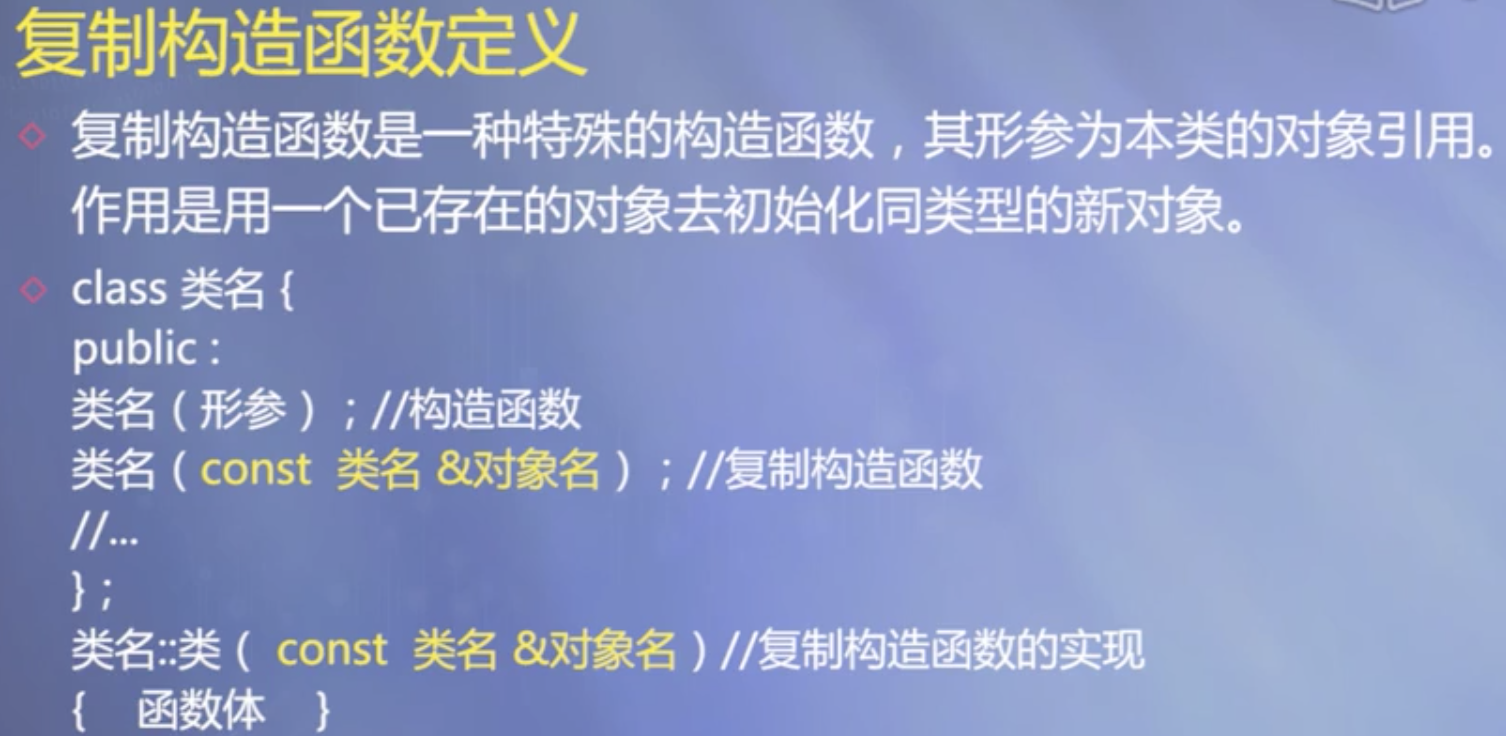 复制构造函数定义
复制构造函数是一种特殊的构造函数，其形参为本类的对象引用。
作用是用一个已存在的对象去初始化同类型的新对象。
class 类名 {
public :
类名（形参）；//构造函数
类名（const 类名 &对象名）；//复制构造函数
//...
}；
类名::类（ const 类名 &对象名）//复制构造函数的实现
{ 函数体 }